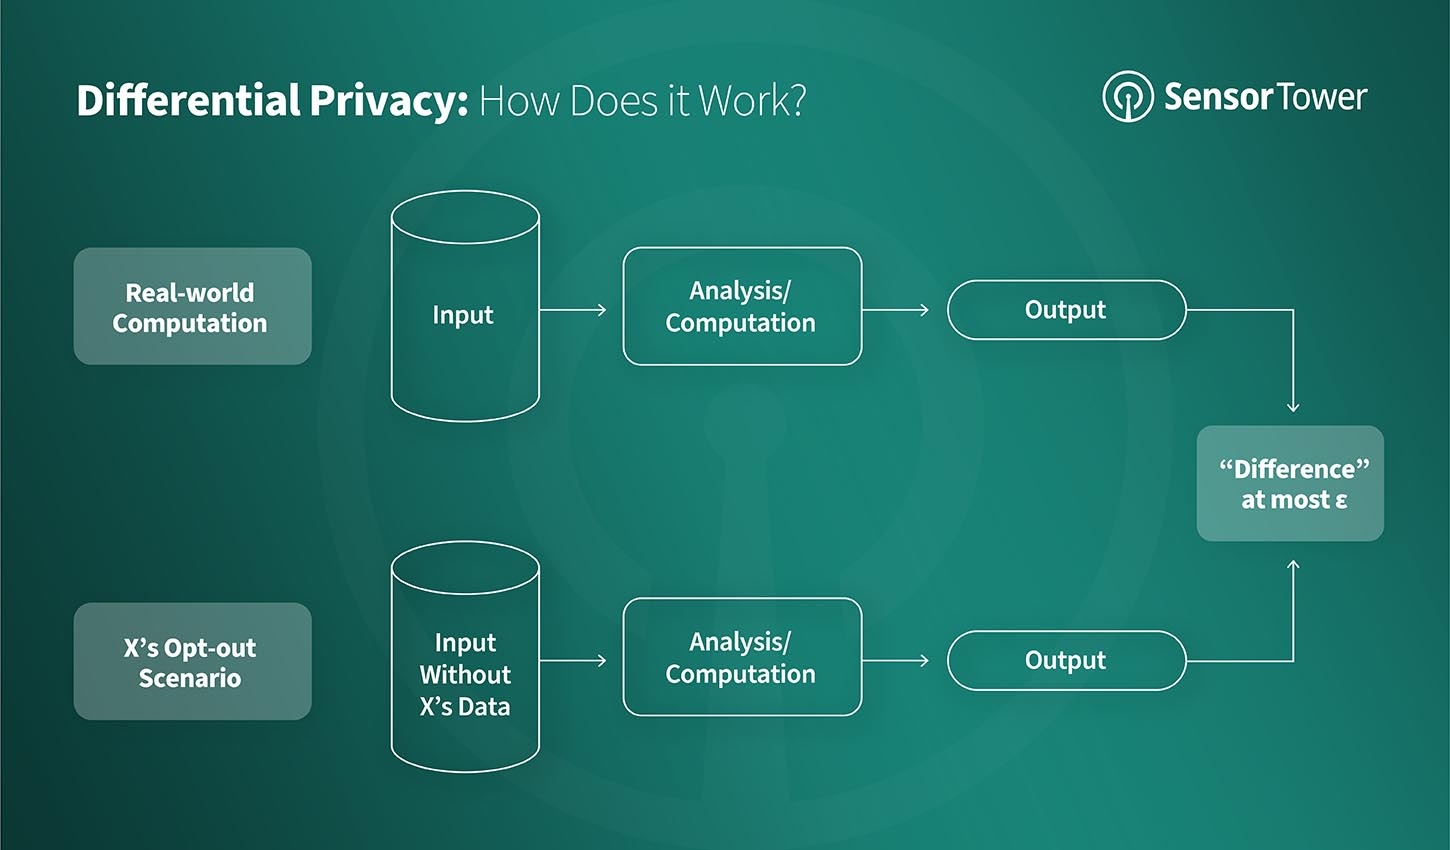 Differential Privacy: How Does it Work?
SensorTower
Real-world
Computation
Input
Analysis/
Computation
Output
“Difference”
at most ε
X’s Opt-out
Scenario
Input
Without
X’s Data
Analysis/
Computation
Output